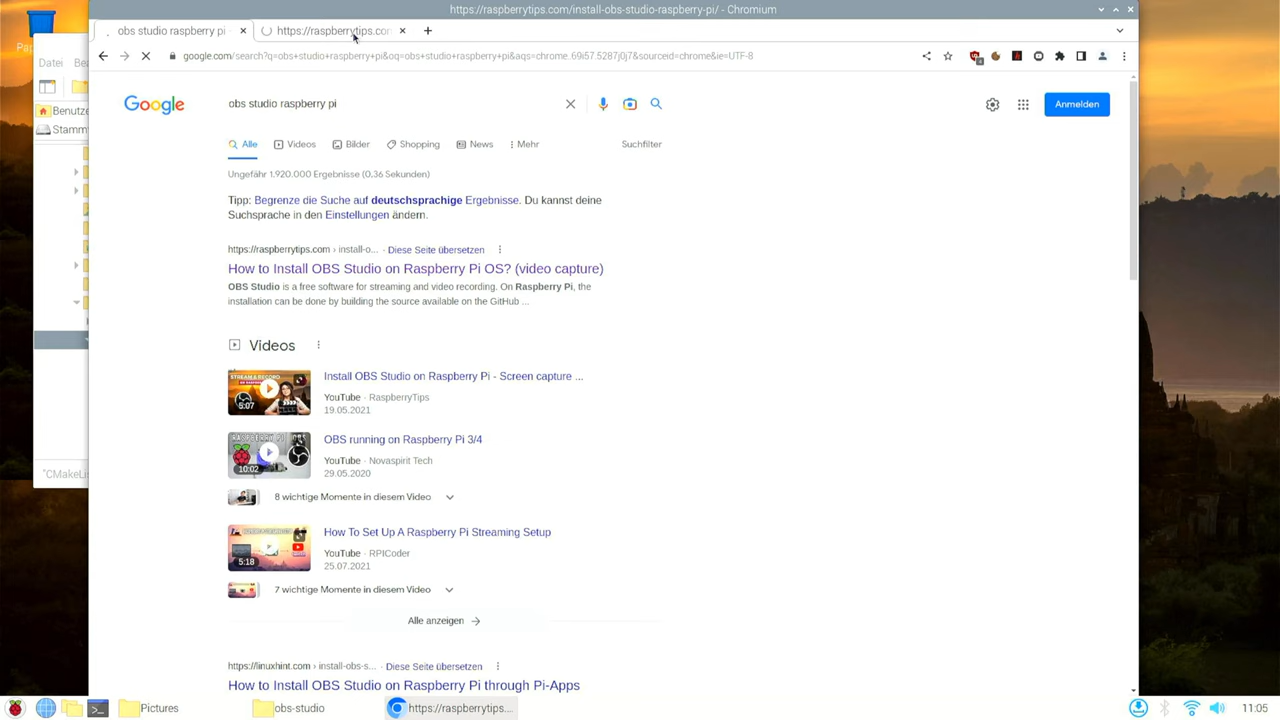 https://raspberrytips.com/install-obs-studio-raspberry-pi/ - Chromium
obs studio raspberry pi
https://raspberrytips.con
google.com/search?q=obs+studio+raspberry+pi&oq=obs+studio+raspberry+pi&aqs=chrome.69i57.5287j0j7&sourceid=chrome&ie=UTF-8
Datei
Benutze
Stamm
"CMakeLis
Google
obs studio raspberry pi
Anmelden
Alle
Videos
Bilder
Shopping
News
Mehr
Suchfilter
Ungefähr 1.920.000 Ergebnisse (0,36 Sekunden)
Tipp: Begrenze die Suche auf deutschsprachige Ergebnisse. Du kannst deine
Suchsprache in den Einstellungen ändern.
https://raspberrytips.com › install-o... · Diese Seite übersetzen
How to Install OBS Studio on Raspberry Pi OS? (video capture)
OBS Studio is a free software for streaming and video recording. On Raspberry Pi, the
installation can be done by building the source available on the GitHub ...
Videos
Install OBS Studio on Raspberry Pi - Screen capture ...
YouTube · RaspberryTips
19.05.2021
5:07
OBS running on Raspberry Pi 3/4
YouTube · Novaspirit Tech
29.05.2020
10:02
8 wichtige Momente in diesem Video
How To Set Up A Raspberry Pi Streaming Setup
YouTube · RPICoder
25.07.2021
5:18
7 wichtige Momente in diesem Video
Alle anzeigen
https://linuxhint.com › install-obs-s... · Diese Seite übersetzen
How to Install OBS Studio on Raspberry Pi through Pi-Apps
Pictures
obs-studio
https://raspberrytips....
11:05